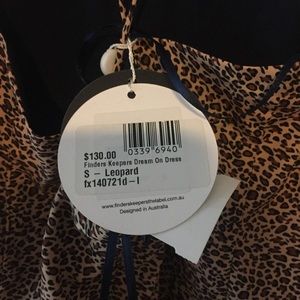 0339 6940
$130.00
Finders Keepers Dream On Dress
S - Leopard
fx140721d-l
www.finderskeepersthelabel.com.au
Designed in Australia